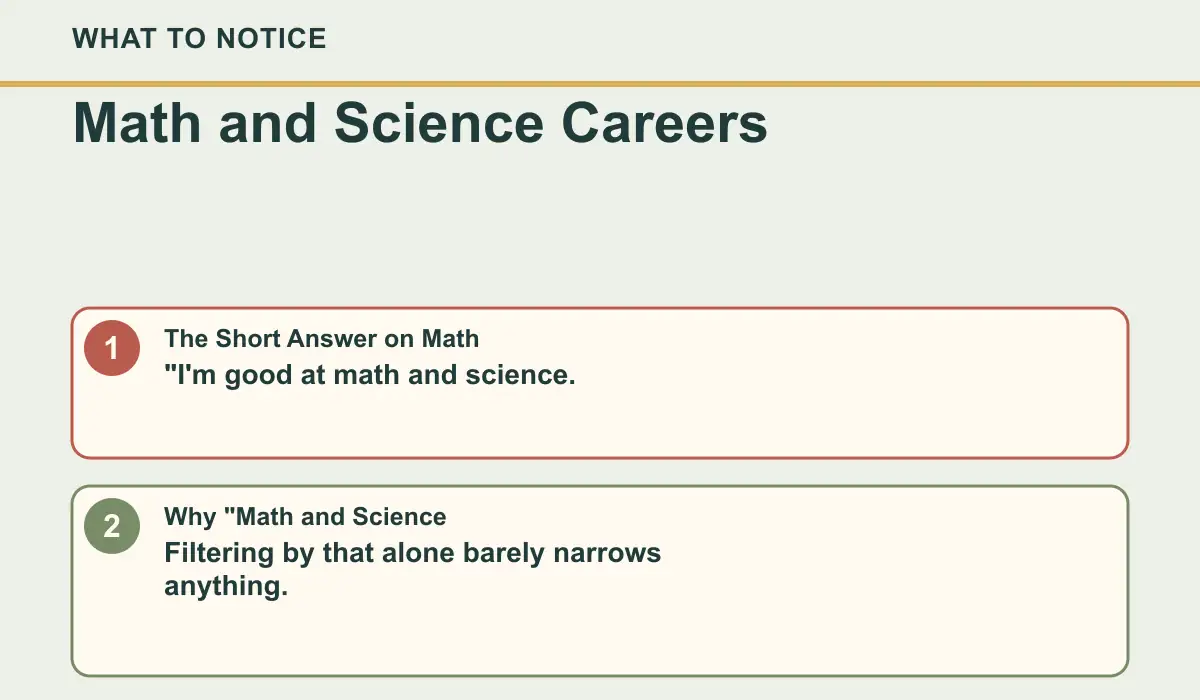 WHAT TO NOTICE
Math and Science Careers
1
The Short Answer on Math
"I'm good at math and science.
2
Why "Math and Science
Filtering by that alone barely narrows
anything.